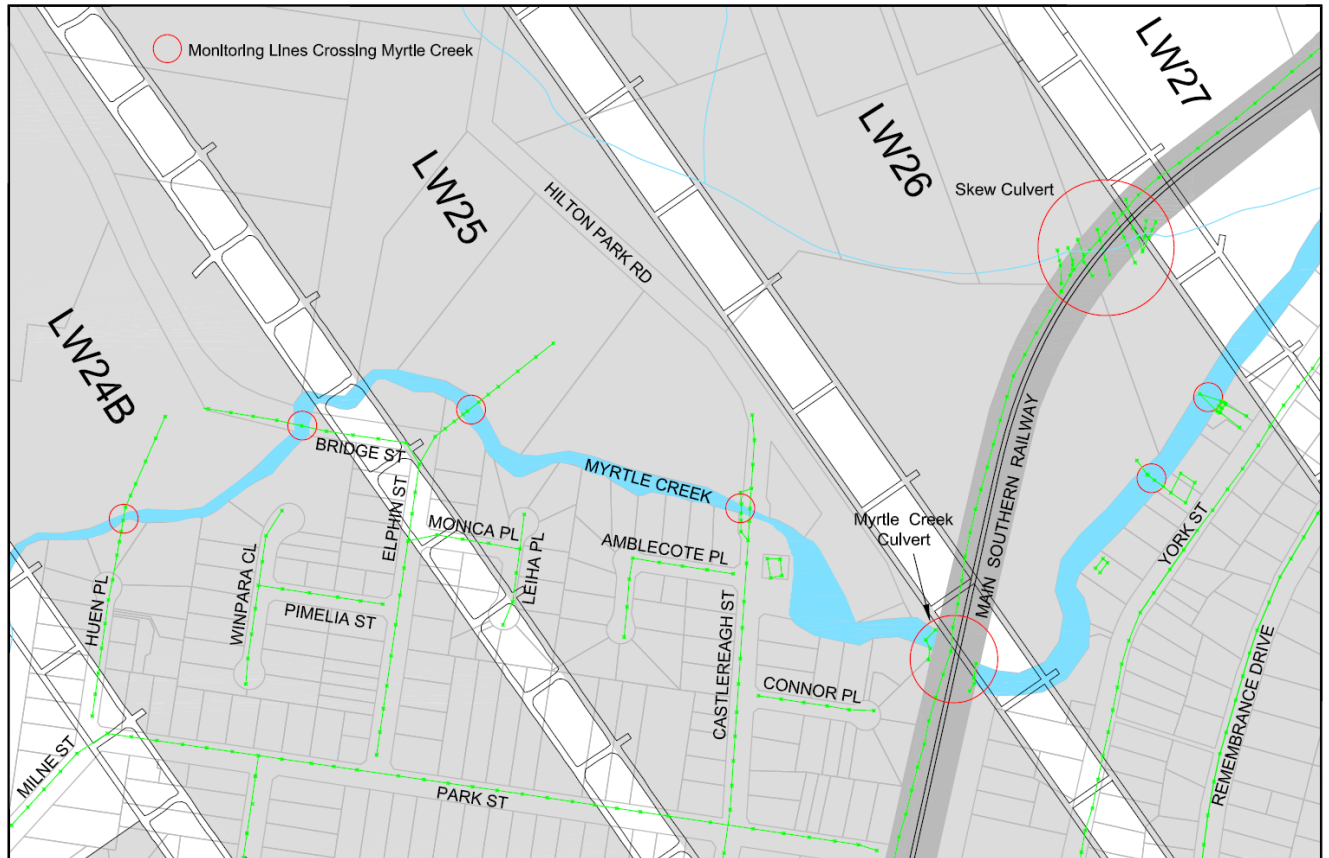 Monitoring Lines Crossing Myrtle Creek
LW27
LW26
LW25
LW24B
Skew Culvert
HILTON PARK RD
MAIN SOUTHERN RAILWAY
BRIDGE ST
MYRTLE CREEK
Myrtle Creek
Culvert
ELPHIN ST
MONICA PL
LEIHA PL
AMBLECOTE PL
YORK ST
HUEN PL
WINPARA CL
PIMELIA ST
CASTLEREAGH ST
CONNOR PL
REMEMBRANCE DRIVE
MILNE ST
PARK ST